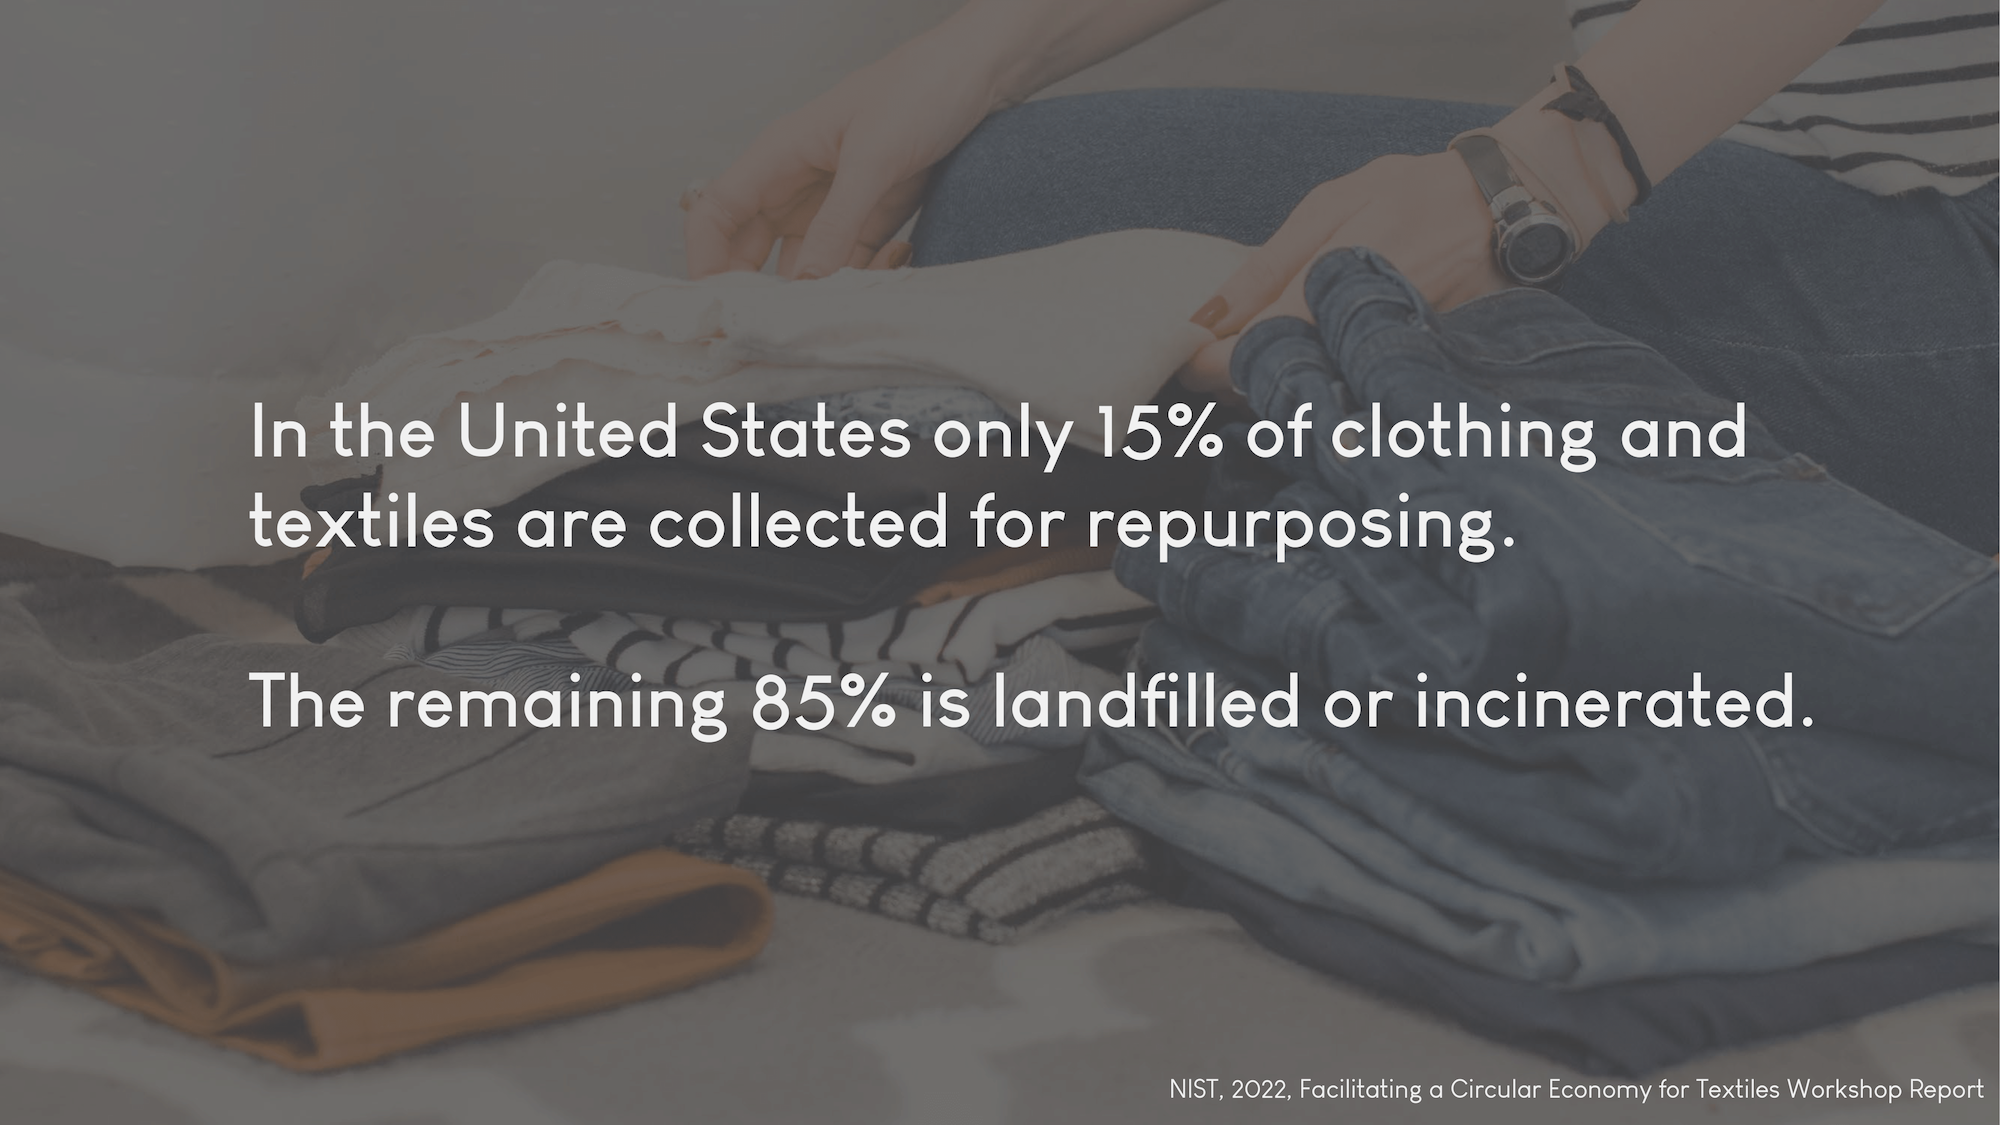 In the United States only 15% of clothing and
textiles are collected for repurposing.
The remaining 85% is landfilled or incinerated.
NIST, 2022, Facilitating a Circular Economy for Textiles Workshop Report